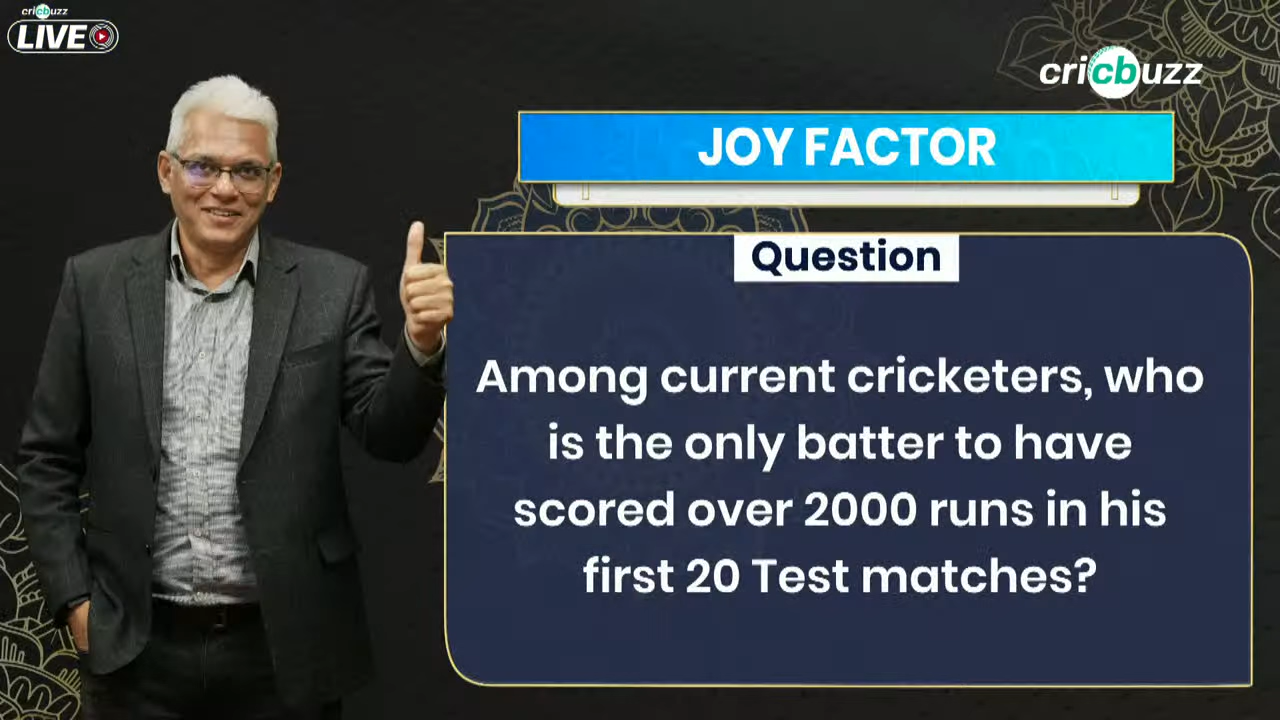 cricbuzz
LIVE
cricbuzz
JOY FACTOR
Question
Among current cricketers, who
is the only batter to have
scored over 2000 runs in his
first 20 Test matches?